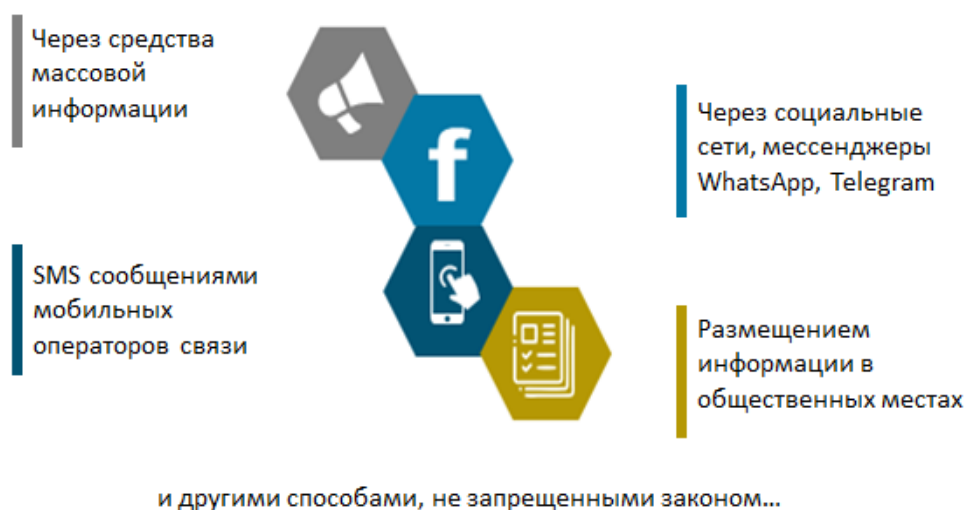 Через средства
массовой
информации
Через социальные
сети, мессенджеры
WhatsApp, Telegram
SMS сообщениями
мобильных
операторов связи
Размещением
информации в
общественных местах
и другими способами, не запрещенными законом...